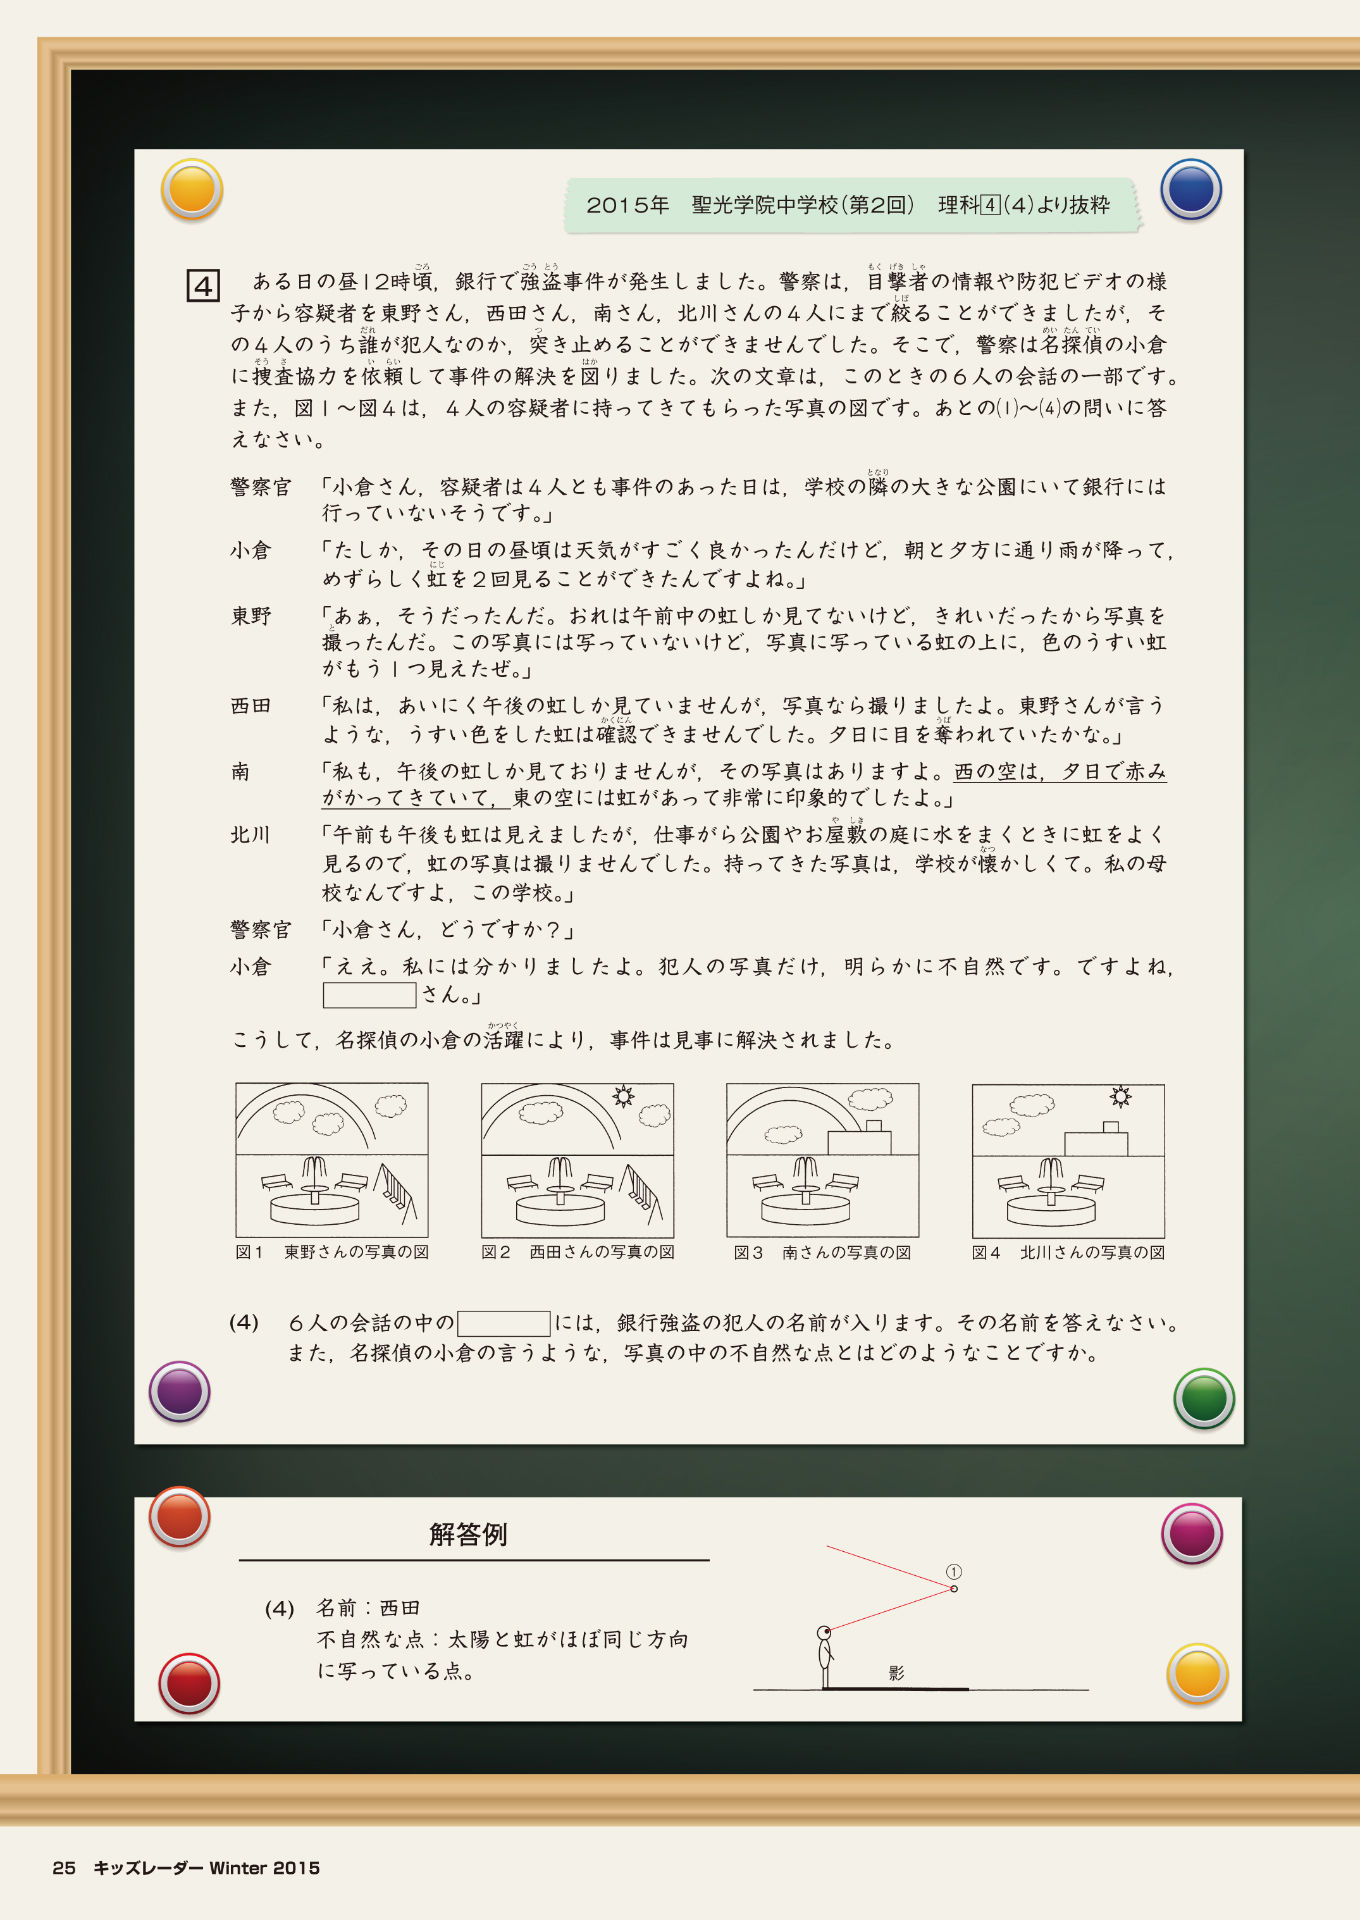 2015年　聖光学院中学校（第2回）　理科4（4）より抜粋
4　ある日の昼12時頃，銀行で強盗事件が発生しました。警察は，目撃者の情報や防犯ビデオの様
子から容疑者を東野さん，西田さん，南さん，北川さんの4人にまで絞ることができましたが，そ
の4人のうち誰が犯人なのか，突き止めることができませんでした。そこで，警察は名探偵の小倉
に捜査協力を依頼して事件の解決を図りました。次の文章は，このときの6人の会話の一部です。
また，図1～図4は，4人の容疑者に持ってきてもらった写真の図です。あとの(1)～(4)の問いに答
えなさい。
警察官　「小倉さん，容疑者は4人とも事件のあった日は，学校の隣の大きな公園にいて銀行には
行っていないそうです。」
小倉　「たしか，その日の昼頃は天気がすごく良かったんだけど，朝と夕方に通り雨が降って，
めずらしく虹を2回見ることができたんですよね。」
東野　「あぁ，そうだったんだ。おれは午前中の虹しか見てないけど，きれいだったから写真を
撮ったんだ。この写真には写っていないけど，写真に写っている虹の上に，色のうすい虹
がもう1つ見えたぜ。」
西田　「私は，あいにく午後の虹しか見ていませんが，写真なら撮りましたよ。東野さんが言う
ような，うすい色をした虹は確認できませんでした。夕日に目を奪われていたかな。」
南　「私も，午後の虹しか見ておりませんが，その写真はありますよ。西の空は，夕日で赤み
がかってきていて，東の空には虹があって非常に印象的でしたよ。」
北川　「午前も午後も虹は見えましたが，仕事がら公園やお屋敷の庭に水をまくときに虹をよく
見るので，虹の写真は撮りませんでした。持ってきた写真は，学校が懐かしくて。私の母
校なんですよ，この学校。」
警察官　「小倉さん，どうですか？」
小倉　「ええ。私には分かりましたよ。犯人の写真だけ，明らかに不自然です。ですよね，
さん。」
こうして，名探偵の小倉の活躍により，事件は見事に解決されました。
図1　東野さんの写真の図
図2　西田さんの写真の図
図3　南さんの写真の図
図4　北川さんの写真の図
(4)　6人の会話の中の　　には，銀行強盗の犯人の名前が入ります。その名前を答えなさい。
また，名探偵の小倉の言うような，写真の中の不自然な点とはどのようなことですか。
解答例
(4)　名前：西田
不自然な点：太陽と虹がほぼ同じ方向
に写っている点。
①
影
25　キッズレーダー Winter 2015